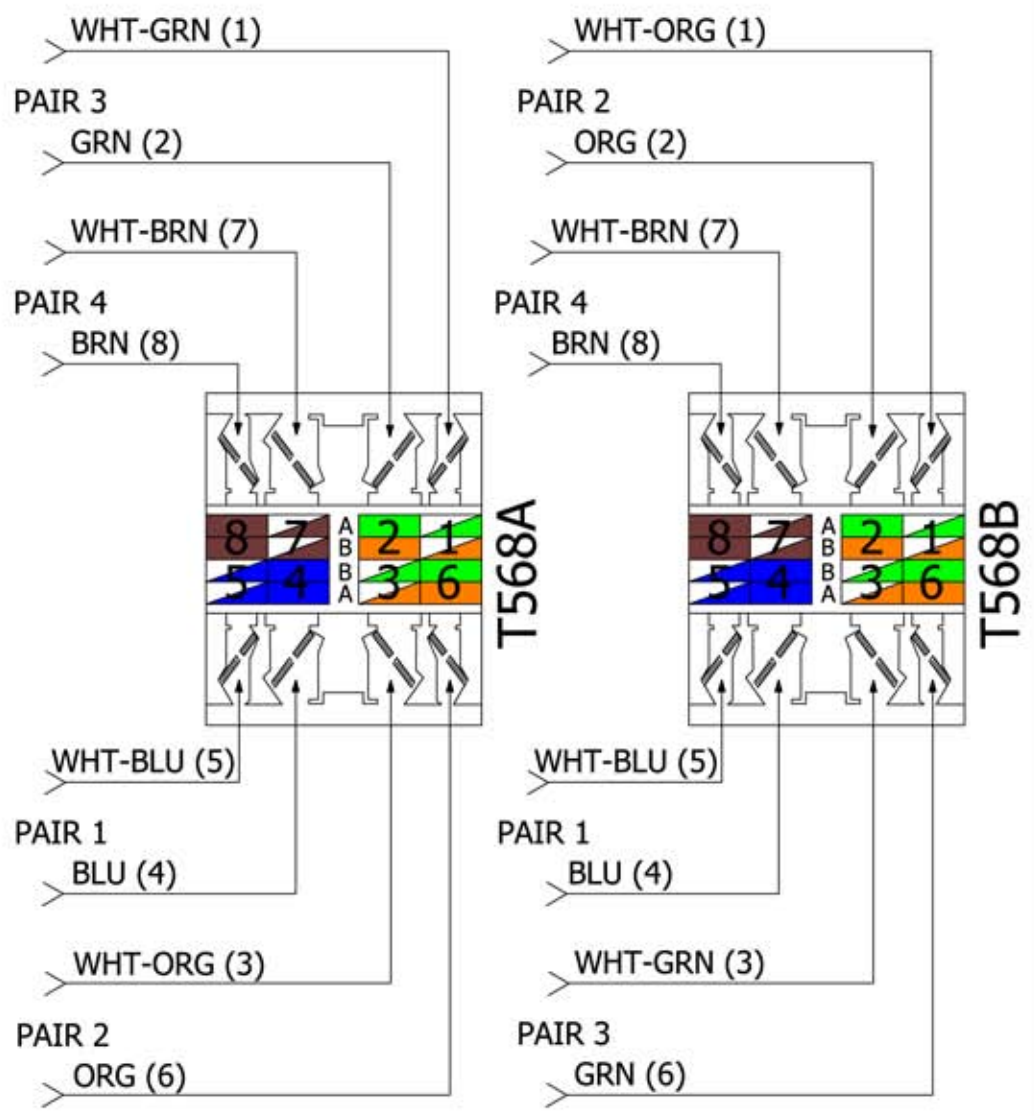 WHT-GRN (1)
PAIR 3
GRN (2)
WHT-BRN (7)
PAIR 4
BRN (8)
8 7 A 2 1
B
5 4 B 3 6
A
T568A
WHT-BLU (5)
PAIR 1
BLU (4)
WHT-ORG (3)
PAIR 2
ORG (6)
WHT-ORG (1)
PAIR 2
ORG (2)
WHT-BRN (7)
PAIR 4
BRN (8)
8 7 A 2 1
B
5 4 B 3 6
A
T568B
WHT-BLU (5)
PAIR 1
BLU (4)
WHT-GRN (3)
PAIR 3
GRN (6)